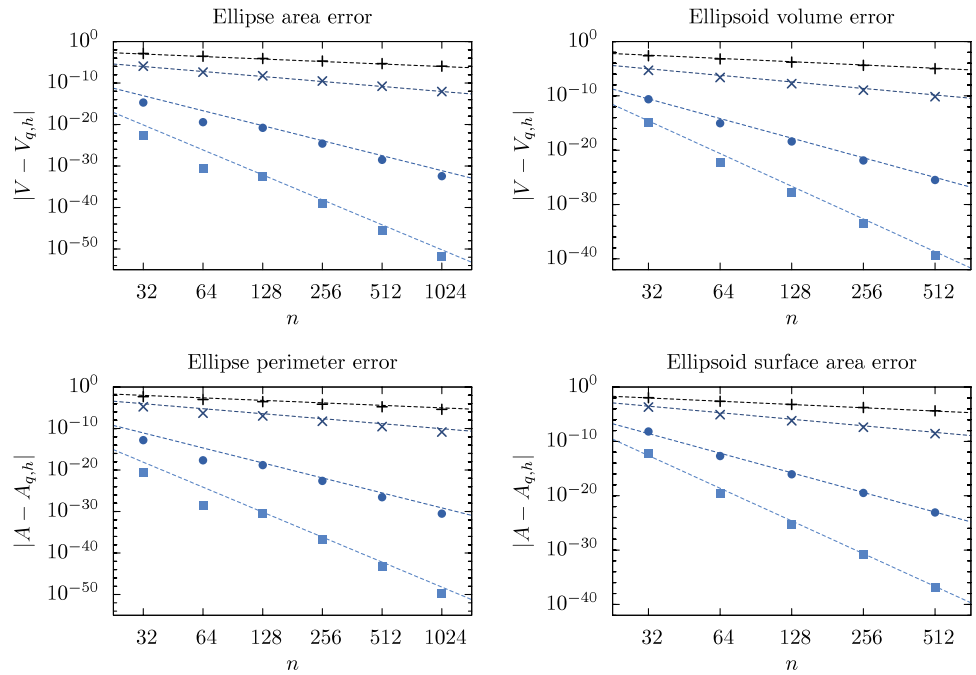 Ellipse area error
|V − V_{q,h}|
10^0
10^{−10}
10^{−20}
10^{−30}
10^{−40}
10^{−50}
32 64 128 256 512 1024
n
Ellipsoid volume error
|V − V_{q,h}|
10^0
10^{−10}
10^{−20}
10^{−30}
10^{−40}
32 64 128 256 512
n
Ellipse perimeter error
|A − A_{q,h}|
10^0
10^{−10}
10^{−20}
10^{−30}
10^{−40}
10^{−50}
32 64 128 256 512 1024
n
Ellipsoid surface area error
|A − A_{q,h}|
10^0
10^{−10}
10^{−20}
10^{−30}
10^{−40}
32 64 128 256 512
n